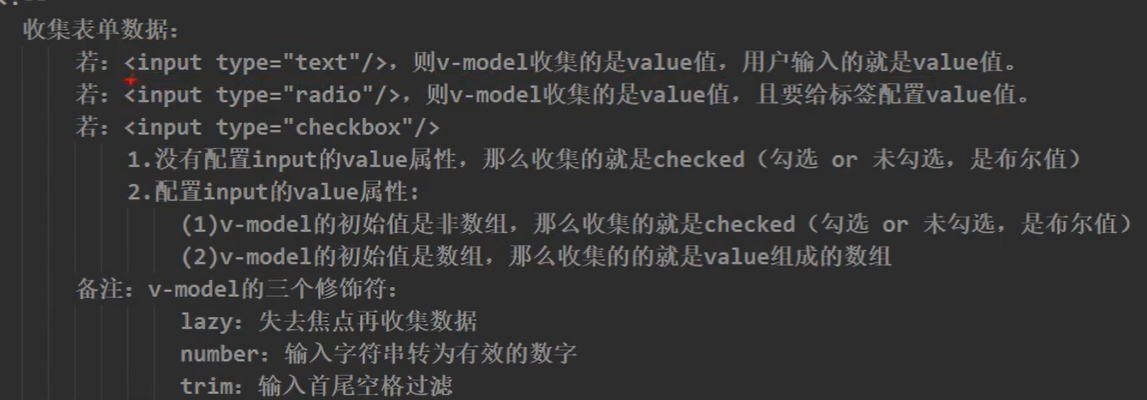 收集表单数据：
若：<input type="text"/>，则v-model收集的是value值，用户输入的就是value值。
若：<input type="radio"/>，则v-model收集的是value值，且要给标签配置value值。
若：<input type="checkbox"/>
1.没有配置input的value属性，那么收集的就是checked（勾选 or 未勾选，是布尔值）
2.配置input的value属性：
(1)v-model的初始值是非数组，那么收集的就是checked（勾选 or 未勾选，是布尔值）
(2)v-model的初始值是数组，那么收集的的就是value组成的数组
备注：v-model的三个修饰符：
lazy：失去焦点再收集数据
number：输入字符串转为有效的数字
trim：输入首尾空格过滤